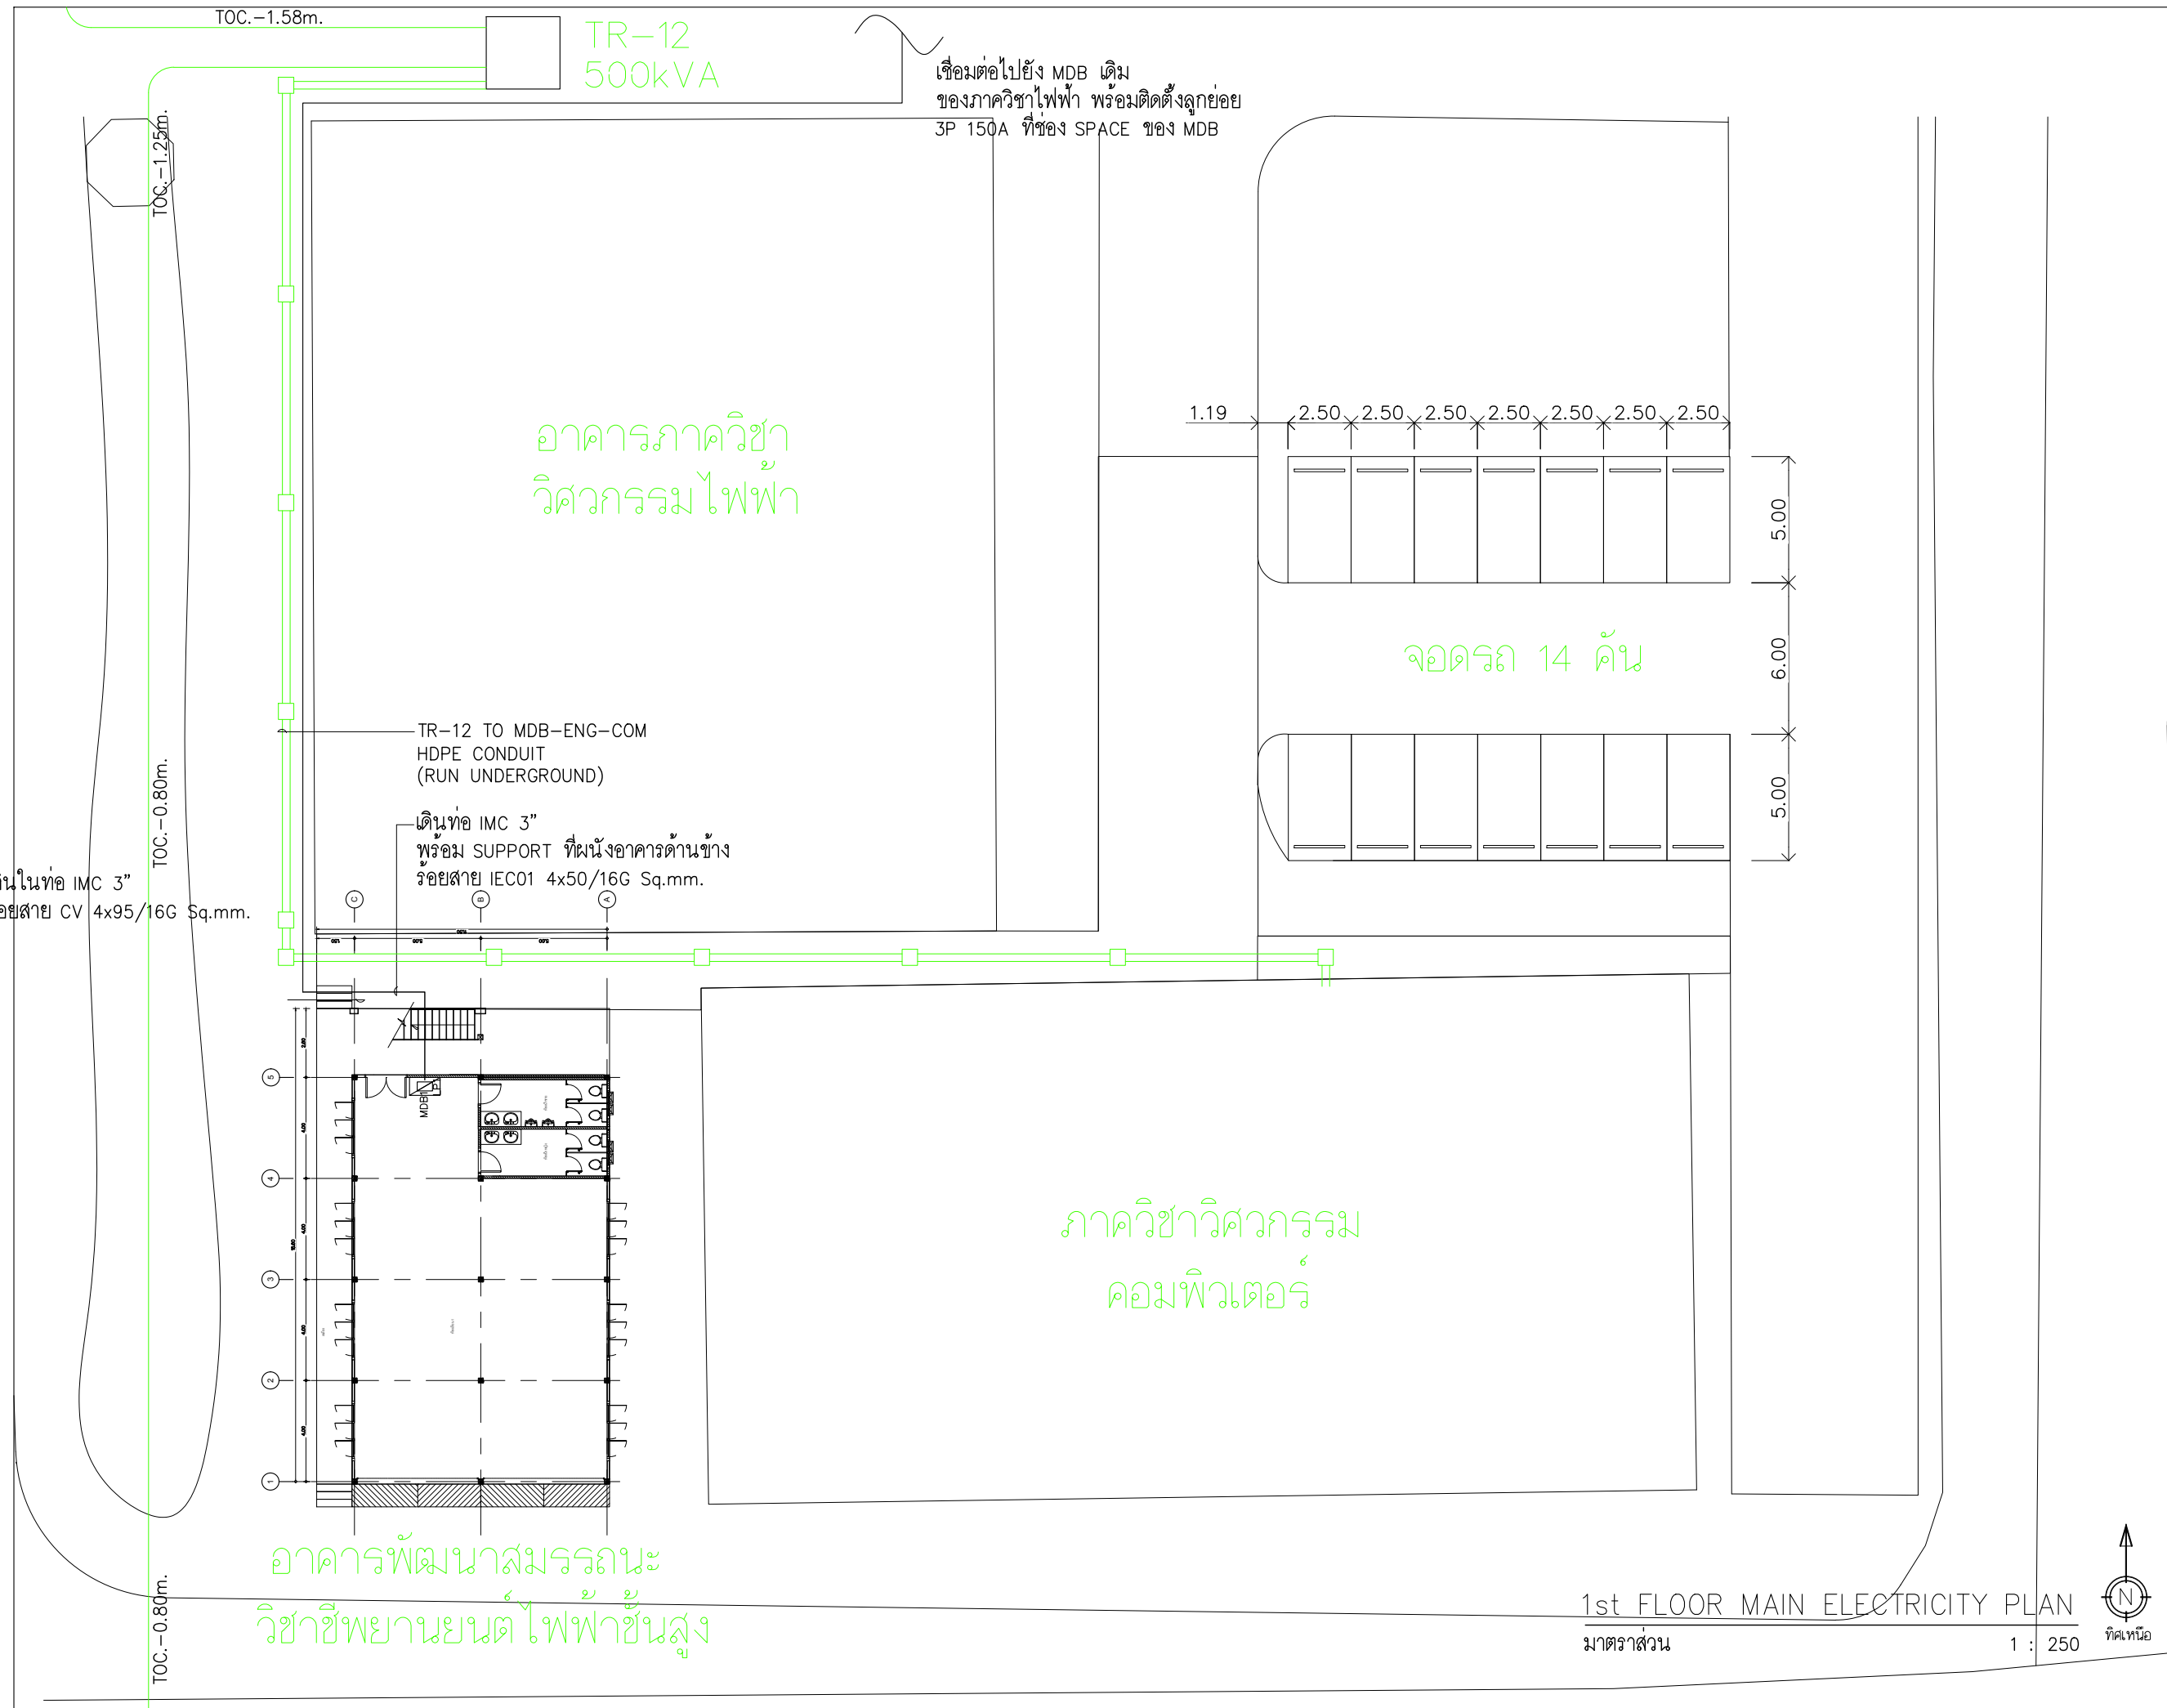 TOC.-1.58m.
TR-12
500kVA
เชื่อมต่อไปยัง MDB เดิม
ของภาควิชาไฟฟ้า พร้อมติดตั้งลูกย่อย
3P 150A ที่ช่อง SPACE ของ MDB
TOC.-1.25m.
อาคารภาควิชา
วิศวกรรมไฟฟ้า
1.19
2.50 2.50 2.50 2.50 2.50 2.50 2.50
5.00
6.00
5.00
จอดรถ 14 คัน
TR-12 TO MDB-ENG-COM
HDPE CONDUIT
(RUN UNDERGROUND)
TOC.-0.80m.
เดินท่อ IMC 3"
พร้อม SUPPORT ที่ผนังอาคารด้านข้าง
ร้อยสาย IEC01 4x50/16G Sq.mm.
IMC 3"
CV 4x95/16G Sq.mm.
C B A
5
4
3
2
1
2.80
4.00
4.00
4.00
4.00
MDB1
ภาควิชาวิศวกรรม
คอมพิวเตอร์
อาคารพัฒนาสมรรถนะ
วิชาชีพยานยนต์ไฟฟ้าขั้นสูง
TOC.-0.80m.
1st FLOOR MAIN ELECTRICITY PLAN
มาตราส่วน 1 : 250
N
ทิศเหนือ